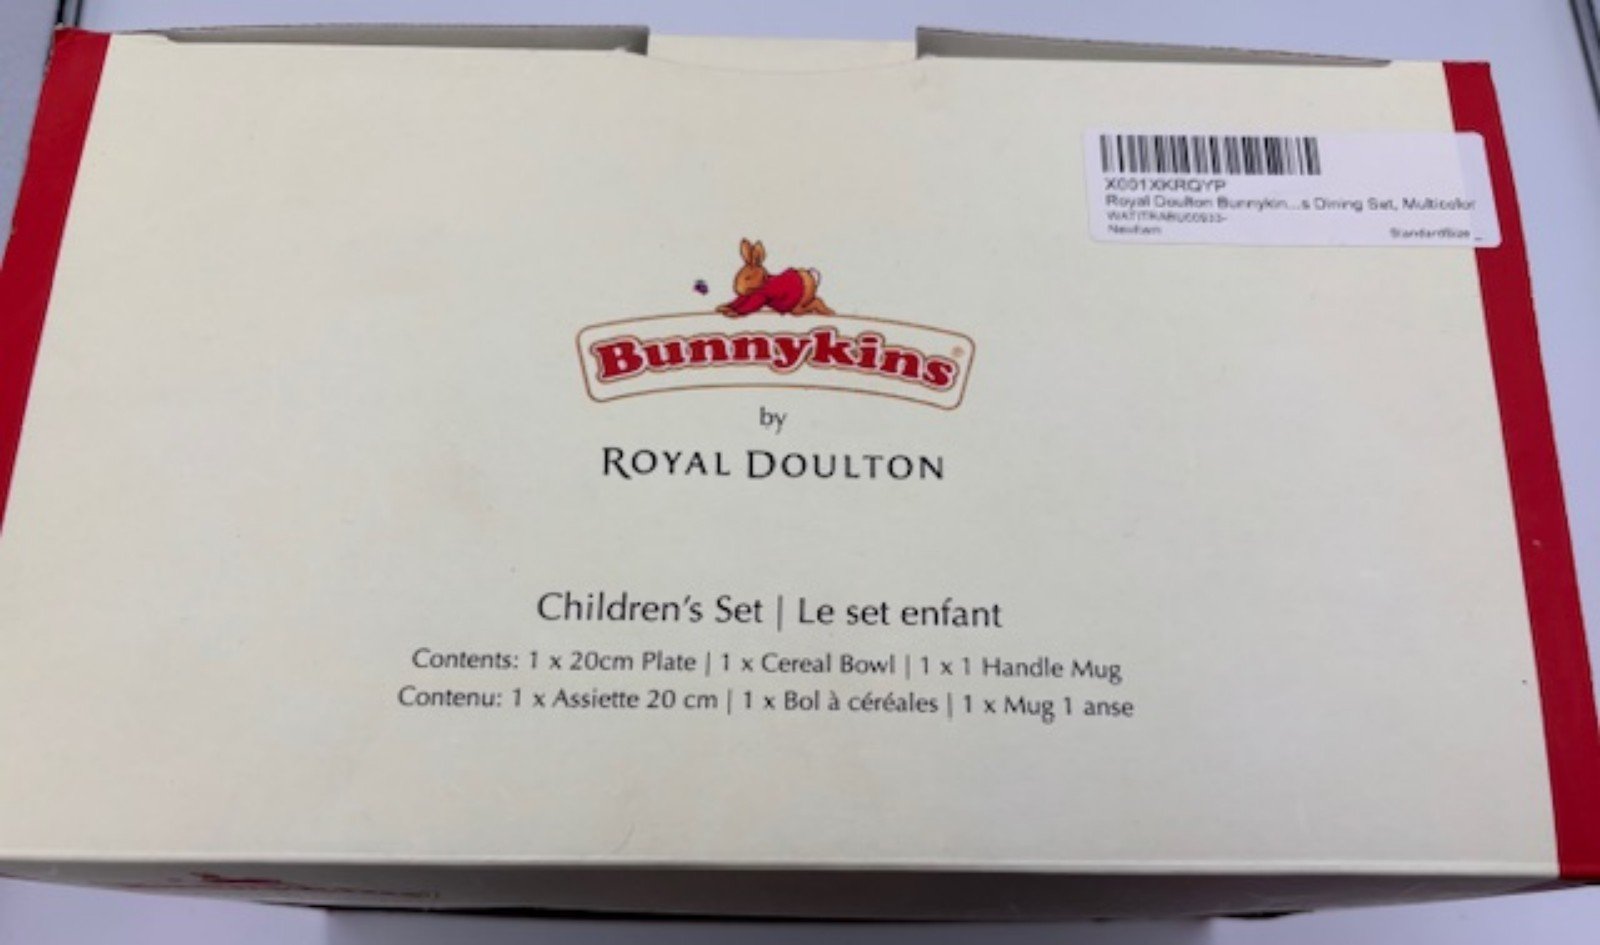 X001XKRQYP
Royal Doulton Bunnykin...s Dining Set, Multicolor
NewItem
StandardSize _
Bunnykins®
by
ROYAL DOULTON
Children's Set | Le set enfant
Contents: 1 x 20cm Plate | 1 x Cereal Bowl | 1 x 1 Handle Mug
Contenu: 1 x Assiette 20 cm | 1 x Bol à céréales | 1 x Mug 1 anse